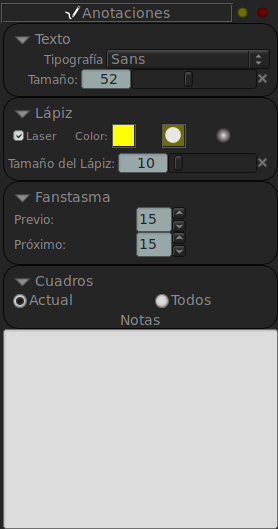 Anotaciones
Texto
Tipografía Sans
Tamaño: 52
Lápiz
Laser Color:
Tamaño del Lápiz: 10
Fanstasma
Previo: 15
Próximo: 15
Cuadros
Actual Todos
Notas